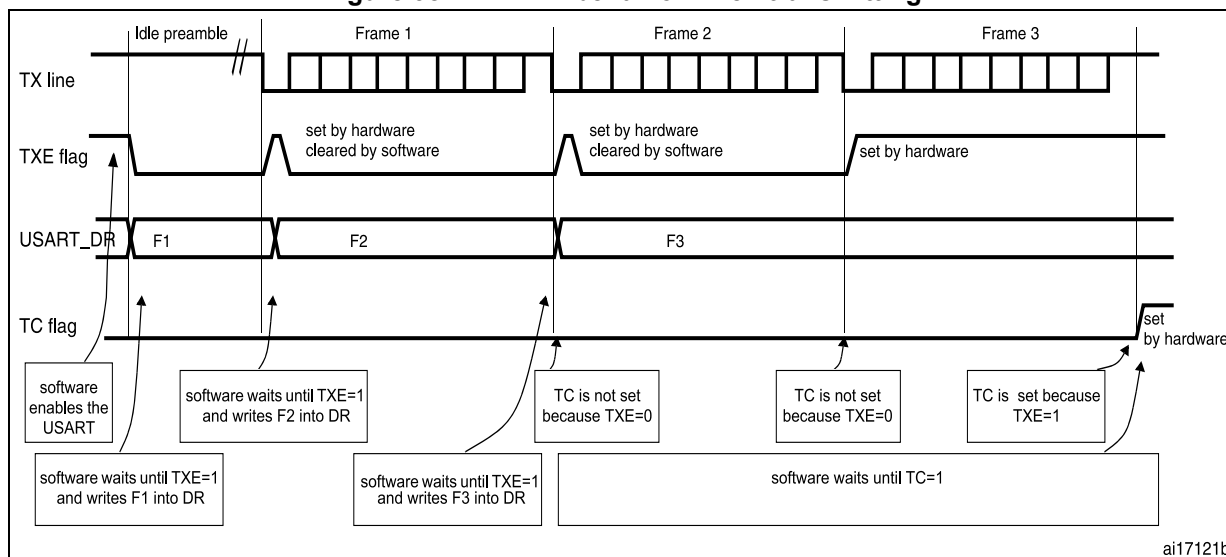 Idle preamble
Frame 1
Frame 2
Frame 3
TX line
TXE flag
set by hardware
cleared by software
set by hardware
cleared by software
set by hardware
USART_DR
F1
F2
F3
TC flag
set
by hardware
software
enables the
USART
software waits until TXE=1
and writes F2 into DR
TC is not set
because TXE=0
TC is not set
because TXE=0
TC is set because
TXE=1
software waits until TXE=1
and writes F1 into DR
software waits until TXE=1
and writes F3 into DR
software waits until TC=1
ai17121b